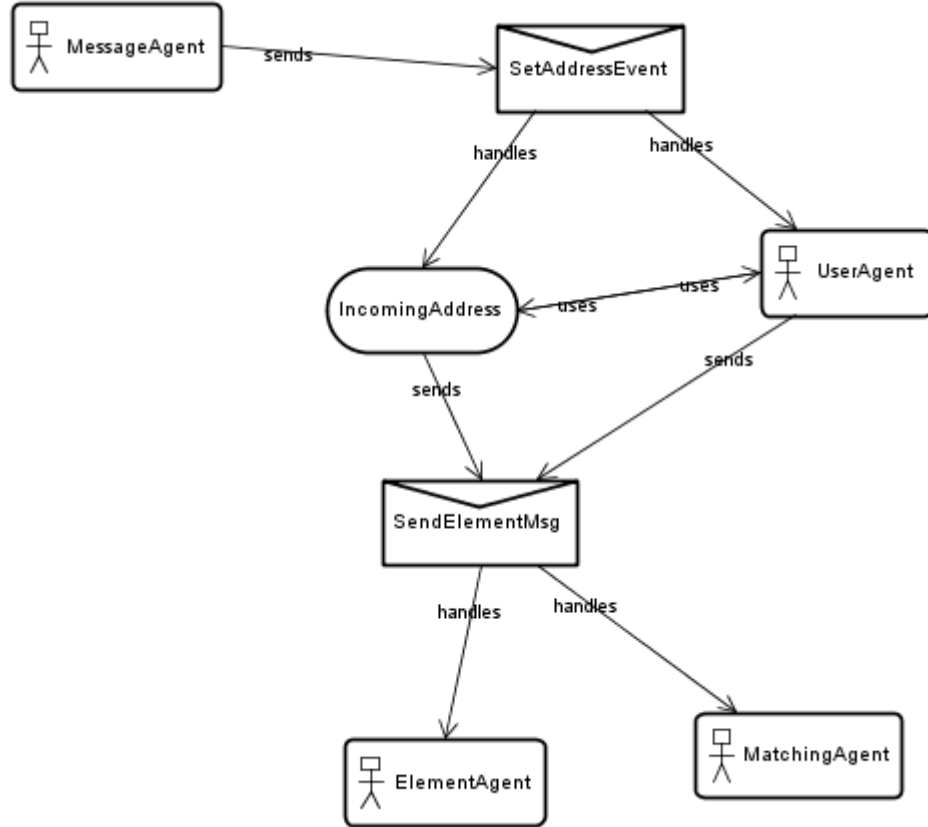 MessageAgent
sends
SetAddressEvent
handles
handles
UserAgent
IncomingAddress
uses
uses
sends
sends
SendElementMsg
handles
handles
ElementAgent
MatchingAgent